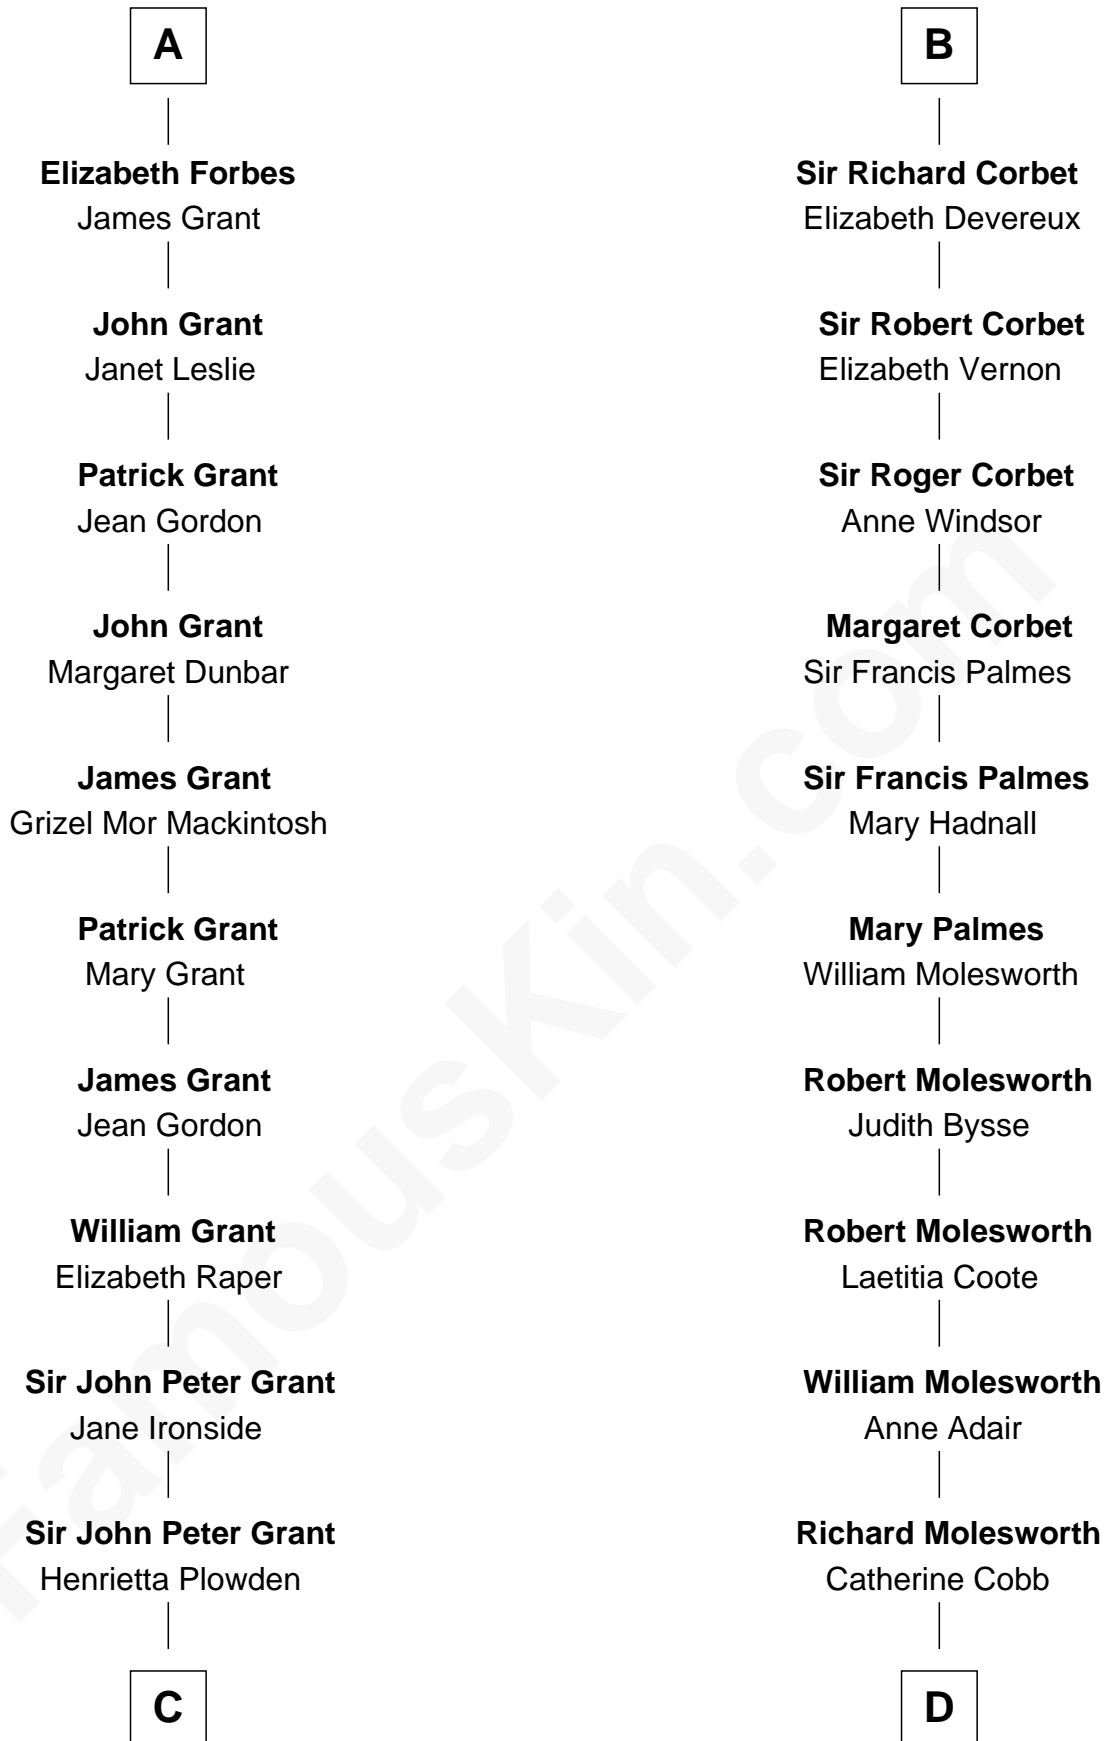 A
Elizabeth Forbes
James Grant
John Grant
Janet Leslie
Patrick Grant
Jean Gordon
John Grant
Margaret Dunbar
James Grant
Grizel Mor Mackintosh
Patrick Grant
Mary Grant
James Grant
Jean Gordon
William Grant
Elizabeth Raper
Sir John Peter Grant
Jane Ironside
Sir John Peter Grant
Henrietta Plowden
C
B
Sir Richard Corbet
Elizabeth Devereux
Sir Robert Corbet
Elizabeth Vernon
Sir Roger Corbet
Anne Windsor
Margaret Corbet
Sir Francis Palmes
Sir Francis Palmes
Mary Hadnall
Mary Palmes
William Molesworth
Robert Molesworth
Judith Bysse
Robert Molesworth
Laetitia Coote
William Molesworth
Anne Adair
Richard Molesworth
Catherine Cobb
D
FamousKin.com